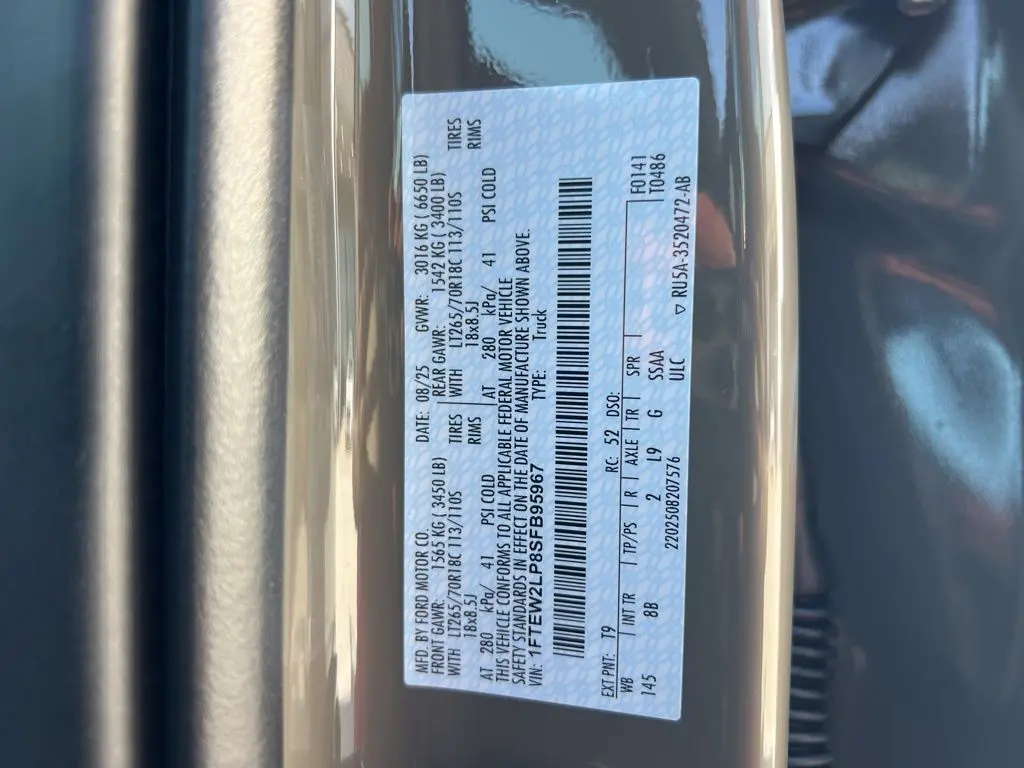 MFD. BY FORD MOTOR CO. DATE: 08/25 GVWR: 3016 KG ( 6650 LB)
FRONT GAWR: 1565 KG ( 3450 LB) REAR GAWR: 1542 KG ( 3400 LB)
WITH LT265/70R18C 113/110S TIRES WITH LT265/70R18C 113/110S TIRES
18x8.5J RIMS 18x8.5J RIMS
AT 280 kPa/ 41 PSI COLD AT 280 kPa/ 41 PSI COLD
THIS VEHICLE CONFORMS TO ALL APPLICABLE FEDERAL MOTOR VEHICLE
SAFETY STANDARDS IN EFFECT ON THE DATE OF MANUFACTURE SHOWN ABOVE.
VIN: 1FTEW2LP8SFB95967 TYPE: Truck
EXT PNT: T9 RC: 52 DSO: F0141
WB INT TR TP/PS R AXLE TR SPR T0486
145 8B 2 L9 G SSAA
2202508207576 ULC ▽ RU5A-3520472-AB